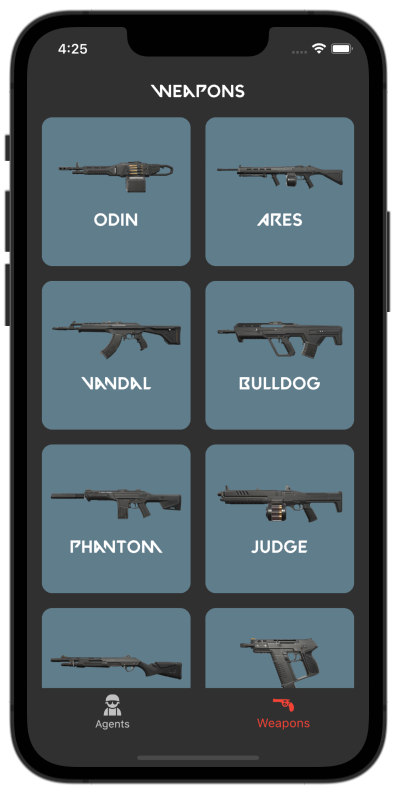 4:25
WEAPONS
ODIN
ARES
VANDAL
BULLDOG
PHANTOM
JUDGE
Agents
Weapons